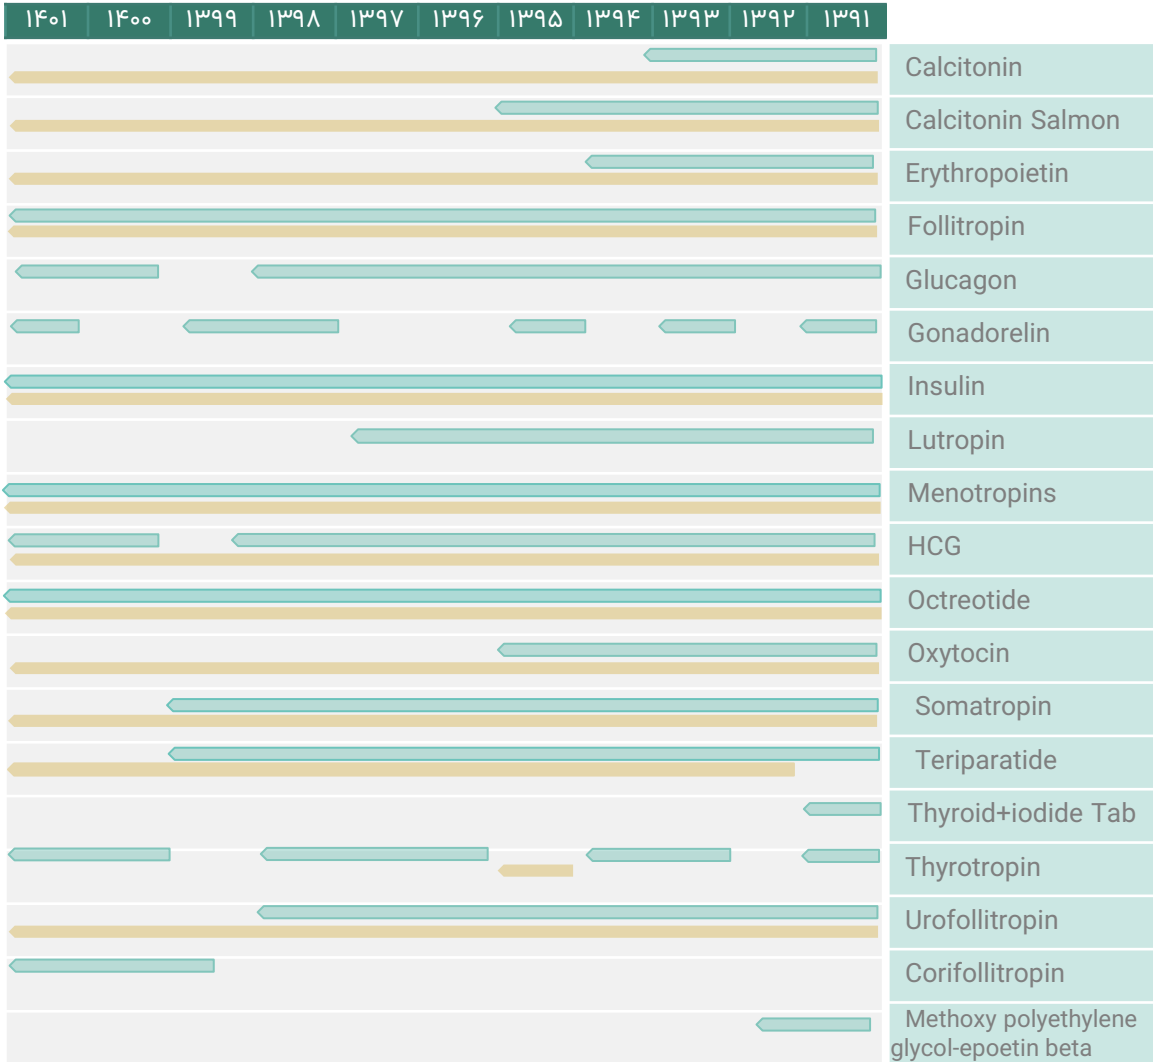 ۱۴۰۱ ۱۴۰۰ ۱۳۹۹ ۱۳۹۸ ۱۳۹۷ ۱۳۹۶ ۱۳۹۵ ۱۳۹۴ ۱۳۹۳ ۱۳۹۲ ۱۳۹۱
Calcitonin
Calcitonin Salmon
Erythropoietin
Follitropin
Glucagon
Gonadorelin
Insulin
Lutropin
Menotropins
HCG
Octreotide
Oxytocin
Somatropin
Teriparatide
Thyroid+iodide Tab
Thyrotropin
Urofollitropin
Corifollitropin
Methoxy polyethylene
glycol-epoetin beta